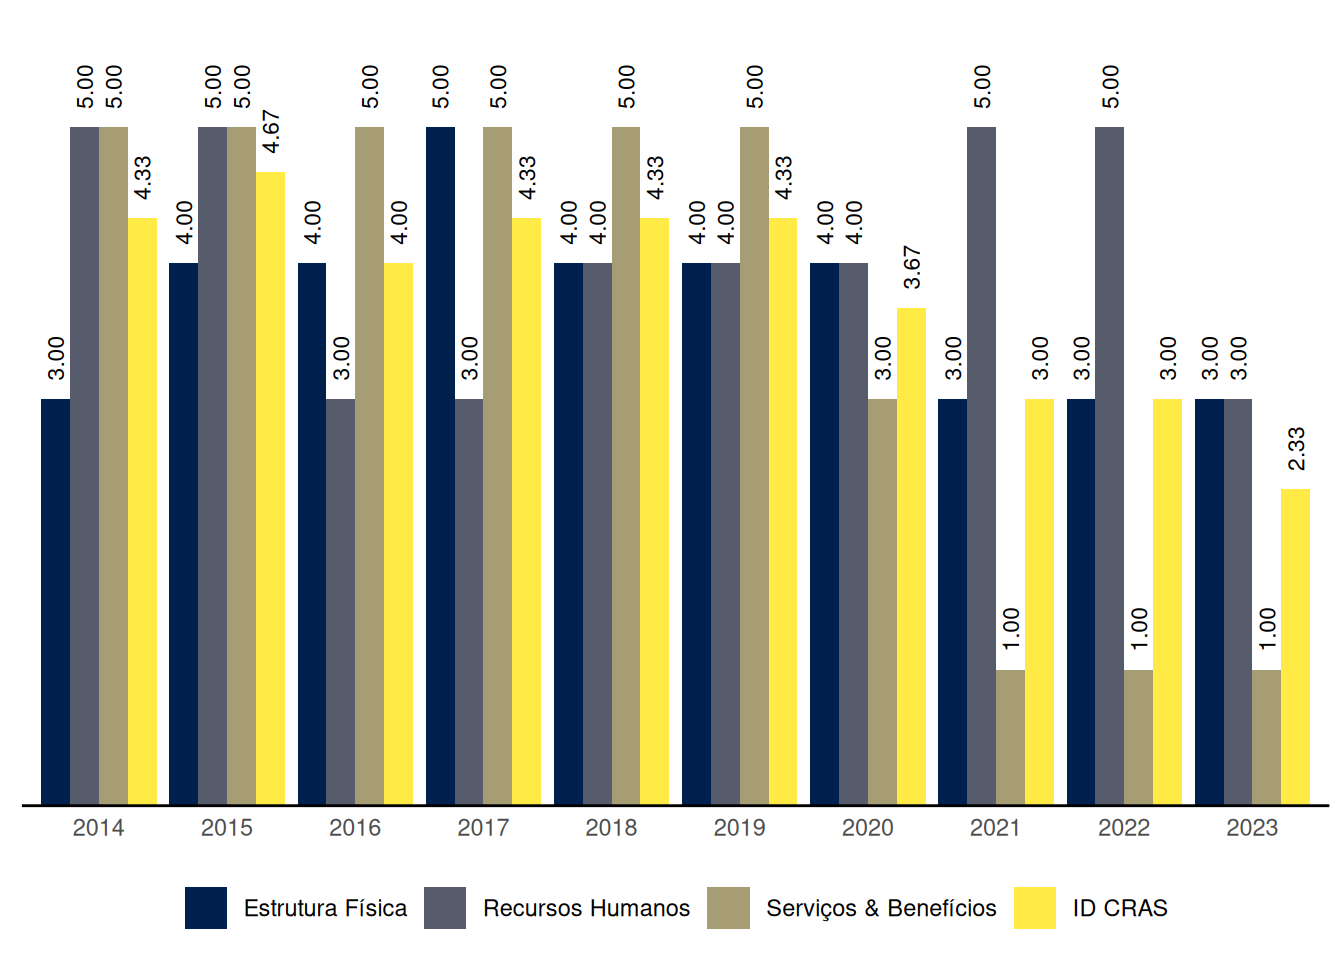 3.00 5.00 5.00 4.33 4.00 5.00 5.00 4.67 4.00 3.00 5.00 4.00 5.00 3.00 5.00 4.33 4.00 4.00 5.00 4.33 4.00 4.00 5.00 4.33 4.00 4.00 3.00 3.67 3.00 5.00 1.00 3.00 3.00 5.00 1.00 3.00 3.00 3.00 1.00 2.33
2014 2015 2016 2017 2018 2019 2020 2021 2022 2023
Estrutura Física Recursos Humanos Serviços & Benefícios ID CRAS